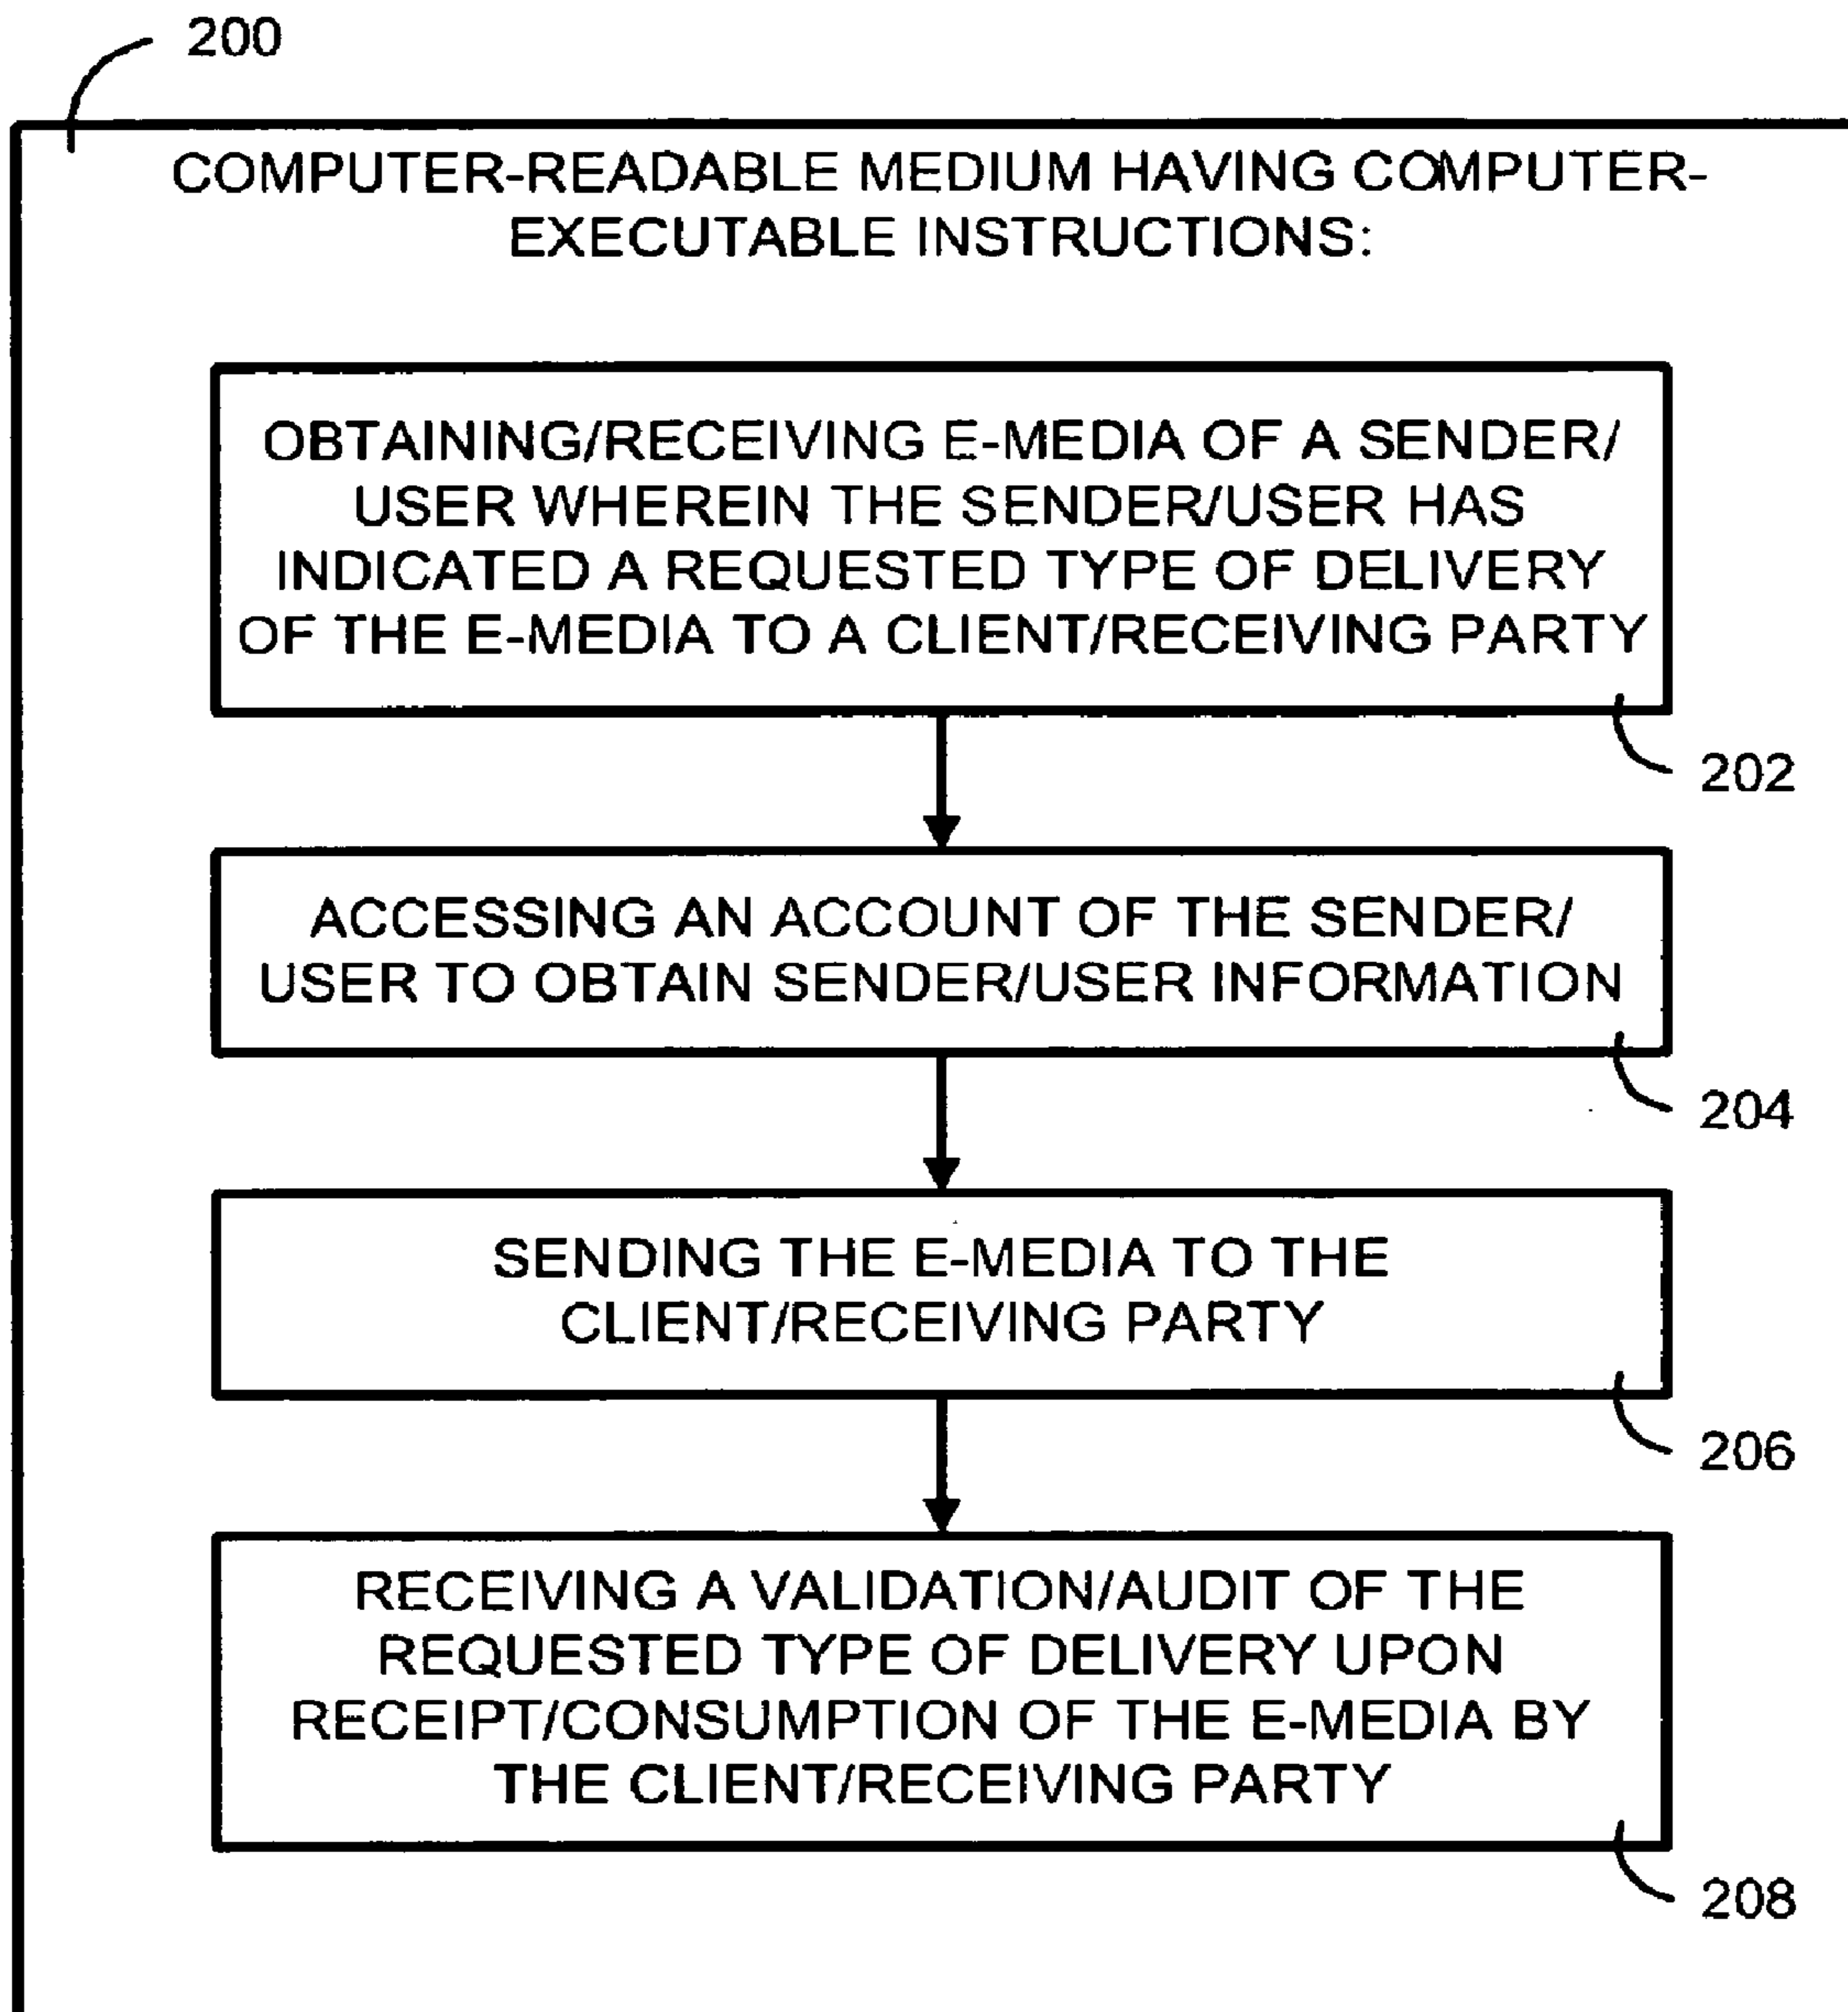 200
COMPUTER-READABLE MEDIUM HAVING COMPUTER-
EXECUTABLE INSTRUCTIONS:
OBTAINING/RECEIVING E-MEDIA OF A SENDER/
USER WHEREIN THE SENDER/USER HAS
INDICATED A REQUESTED TYPE OF DELIVERY
OF THE E-MEDIA TO A CLIENT/RECEIVING PARTY
202
ACCESSING AN ACCOUNT OF THE SENDER/
USER TO OBTAIN SENDER/USER INFORMATION
204
SENDING THE E-MEDIA TO THE
CLIENT/RECEIVING PARTY
206
RECEIVING A VALIDATION/AUDIT OF THE
REQUESTED TYPE OF DELIVERY UPON
RECEIPT/CONSUMPTION OF THE E-MEDIA BY
THE CLIENT/RECEIVING PARTY
208